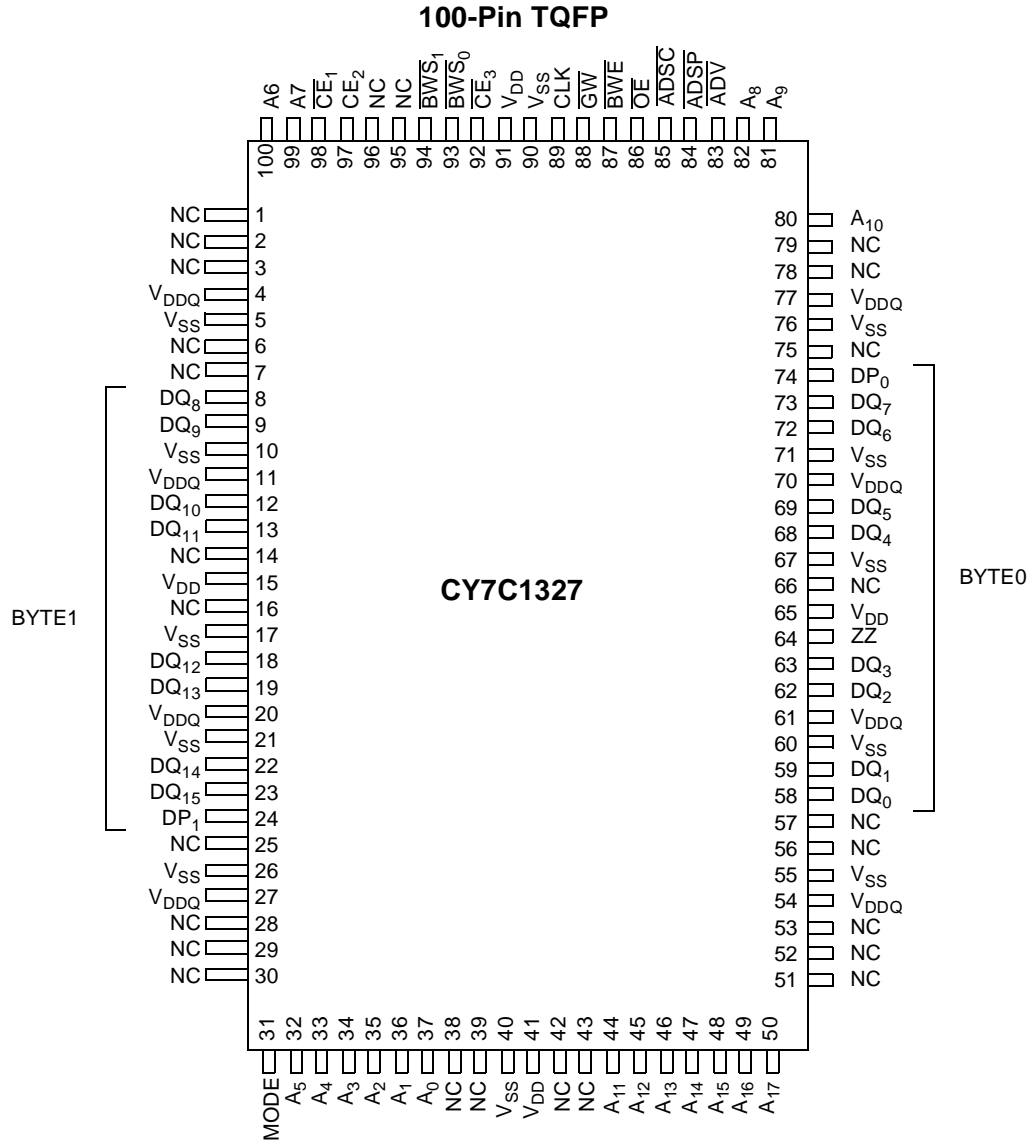 100-Pin TQFP
A6
A7
CE1
CE2
NC
NC
BWS1
BWS0
CE3
VDD
VSS
CLK
GW
BWE
OE
ADSC
ADSP
ADV
A8
A9
100
99
98
97
96
95
94
93
92
91
90
89
88
87
86
85
84
83
82
81
NC 1
NC 2
NC 3
VDDQ 4
VSS 5
NC 6
NC 7
DQ8 8
DQ9 9
VSS 10
VDDQ 11
DQ10 12
DQ11 13
NC 14
VDD 15
NC 16
VSS 17
DQ12 18
DQ13 19
VDDQ 20
VSS 21
DQ14 22
DQ15 23
DP1 24
NC 25
VSS 26
VDDQ 27
NC 28
NC 29
NC 30
BYTE1
CY7C1327
80 A10
79 NC
78 NC
77 VDDQ
76 VSS
75 NC
74 DP0
73 DQ7
72 DQ6
71 VSS
70 VDDQ
69 DQ5
68 DQ4
67 VSS
66 NC
65 VDD
64 ZZ
63 DQ3
62 DQ2
61 VDDQ
60 VSS
59 DQ1
58 DQ0
57 NC
56 NC
55 VSS
54 VDDQ
53 NC
52 NC
51 NC
BYTE0
31
32
33
34
35
36
37
38
39
40
41
42
43
44
45
46
47
48
49
50
MODE
A5
A4
A3
A2
A1
A0
NC
NC
VSS
VDD
NC
NC
A11
A12
A13
A14
A15
A16
A17